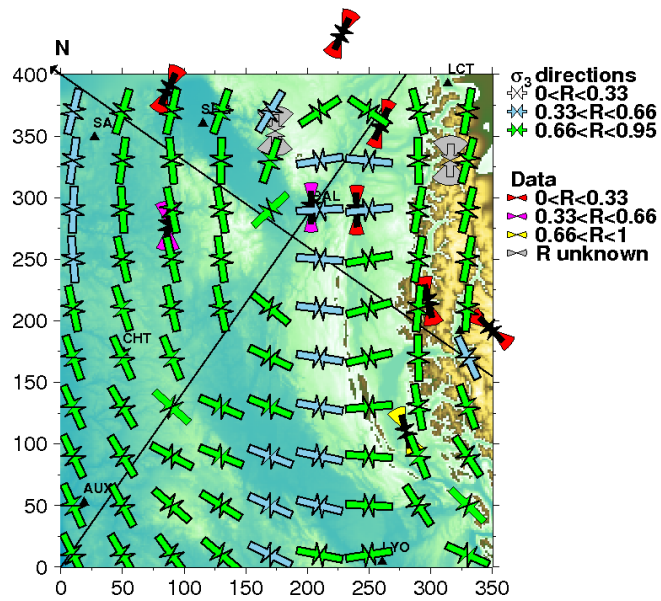 N
LCT
SA
CHT
AUX
LYO
400
350
300
250
200
150
100
50
0
0 50 100 150 200 250 300 350
σ3 directions
0<R<0.33
0.33<R<0.66
0.66<R<0.95
Data
0<R<0.33
0.33<R<0.66
0.66<R<1
R unknown